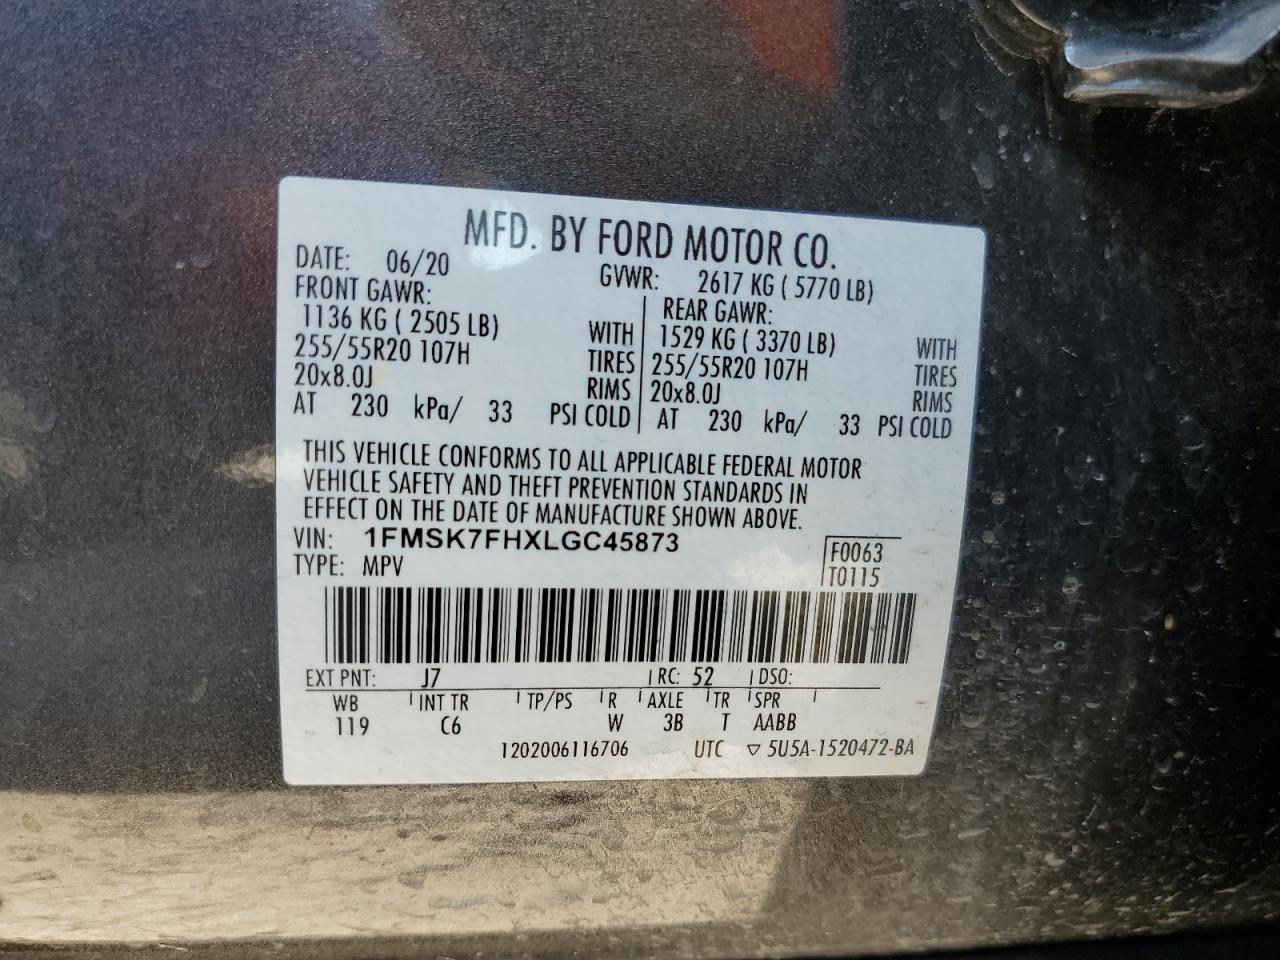 MFD. BY FORD MOTOR CO.
DATE: 06/20 GVWR: 2617 KG ( 5770 LB)
FRONT GAWR: REAR GAWR:
1136 KG ( 2505 LB) WITH 1529 KG ( 3370 LB) WITH
255/55R20 107H TIRES 255/55R20 107H TIRES
20x8.0J RIMS 20x8.0J RIMS
AT 230 kPa/ 33 PSI COLD AT 230 kPa/ 33 PSI COLD
THIS VEHICLE CONFORMS TO ALL APPLICABLE FEDERAL MOTOR
VEHICLE SAFETY AND THEFT PREVENTION STANDARDS IN
EFFECT ON THE DATE OF MANUFACTURE SHOWN ABOVE.
VIN: 1FMSK7FHXLGC45873 F0063
TYPE: MPV T0115
EXT PNT: J7 RC: 52 DSO:
WB INT TR TP/PS R AXLE TR SPR
119 C6 W 3B T AABB
1202006116706 UTC ▽ 5U5A-1520472-BA